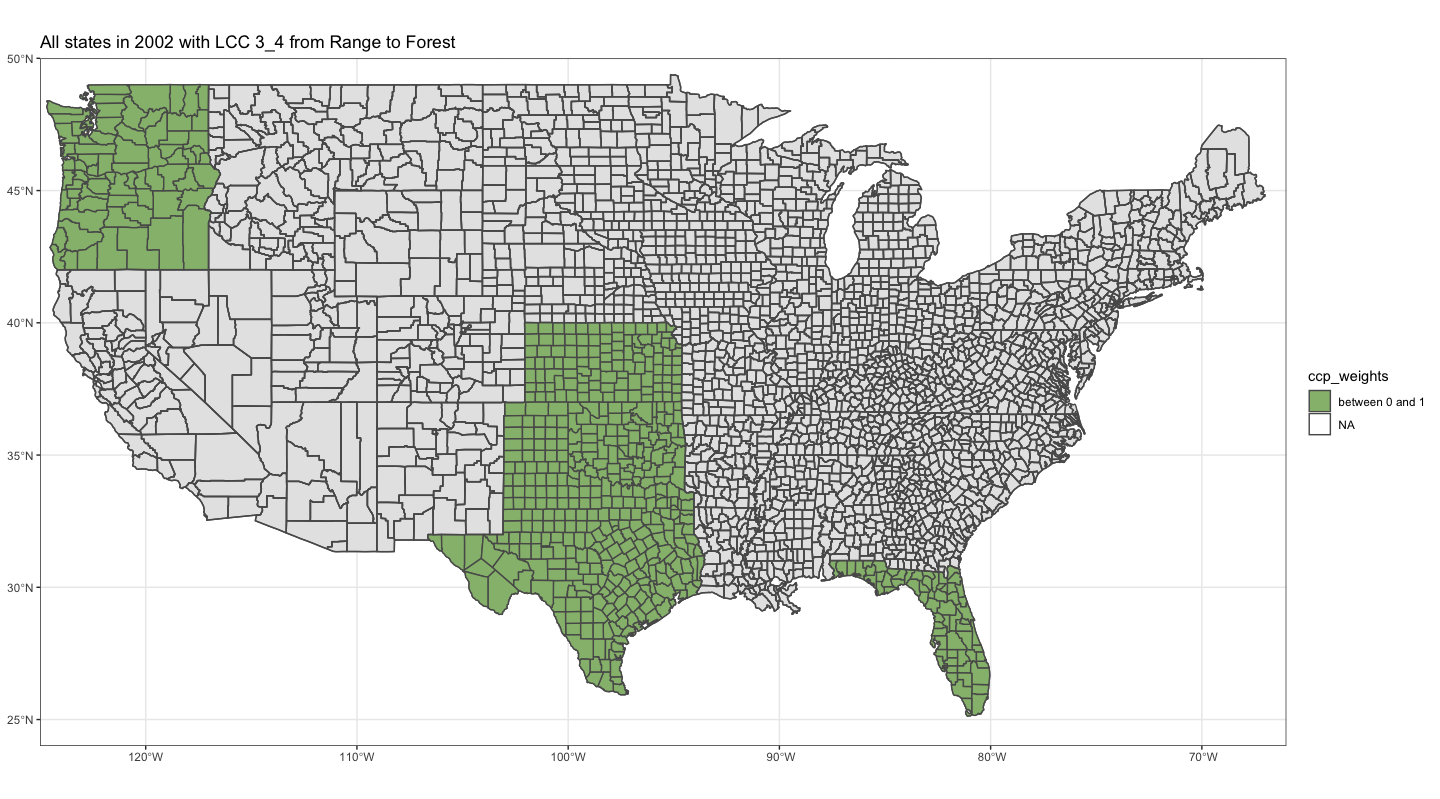 All states in 2002 with LCC 3_4 from Range to Forest
50°N
45°N
40°N
35°N
30°N
25°N
120°W
110°W
100°W
90°W
80°W
70°W
ccp_weights
between 0 and 1
NA